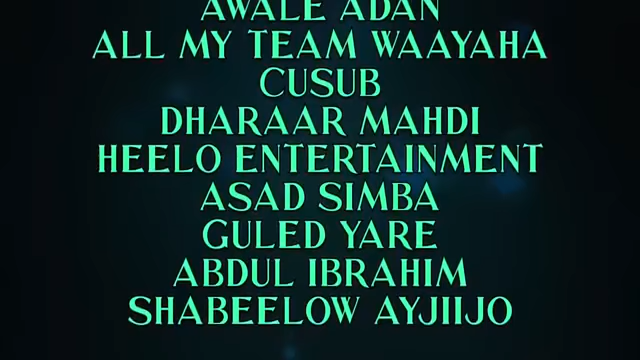 AWALE ADAN
ALL MY TEAM WAAYAHA
CUSUB
DHARAAR MAHDI
HEELO ENTERTAINMENT
ASAD SIMBA
GULED YARE
ABDUL IBRAHIM
SHABEELOW AYJIIJO